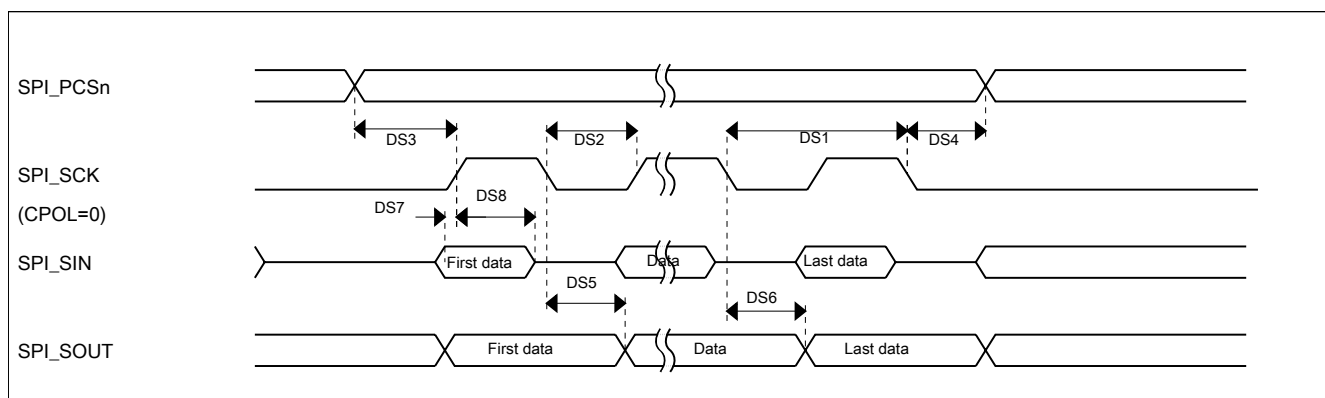 SPI_PCSn
DS3
DS2
DS1
DS4
SPI_SCK
(CPOL=0)
DS7
DS8
SPI_SIN
First data
Data
Last data
DS5
DS6
SPI_SOUT
First data
Data
Last data